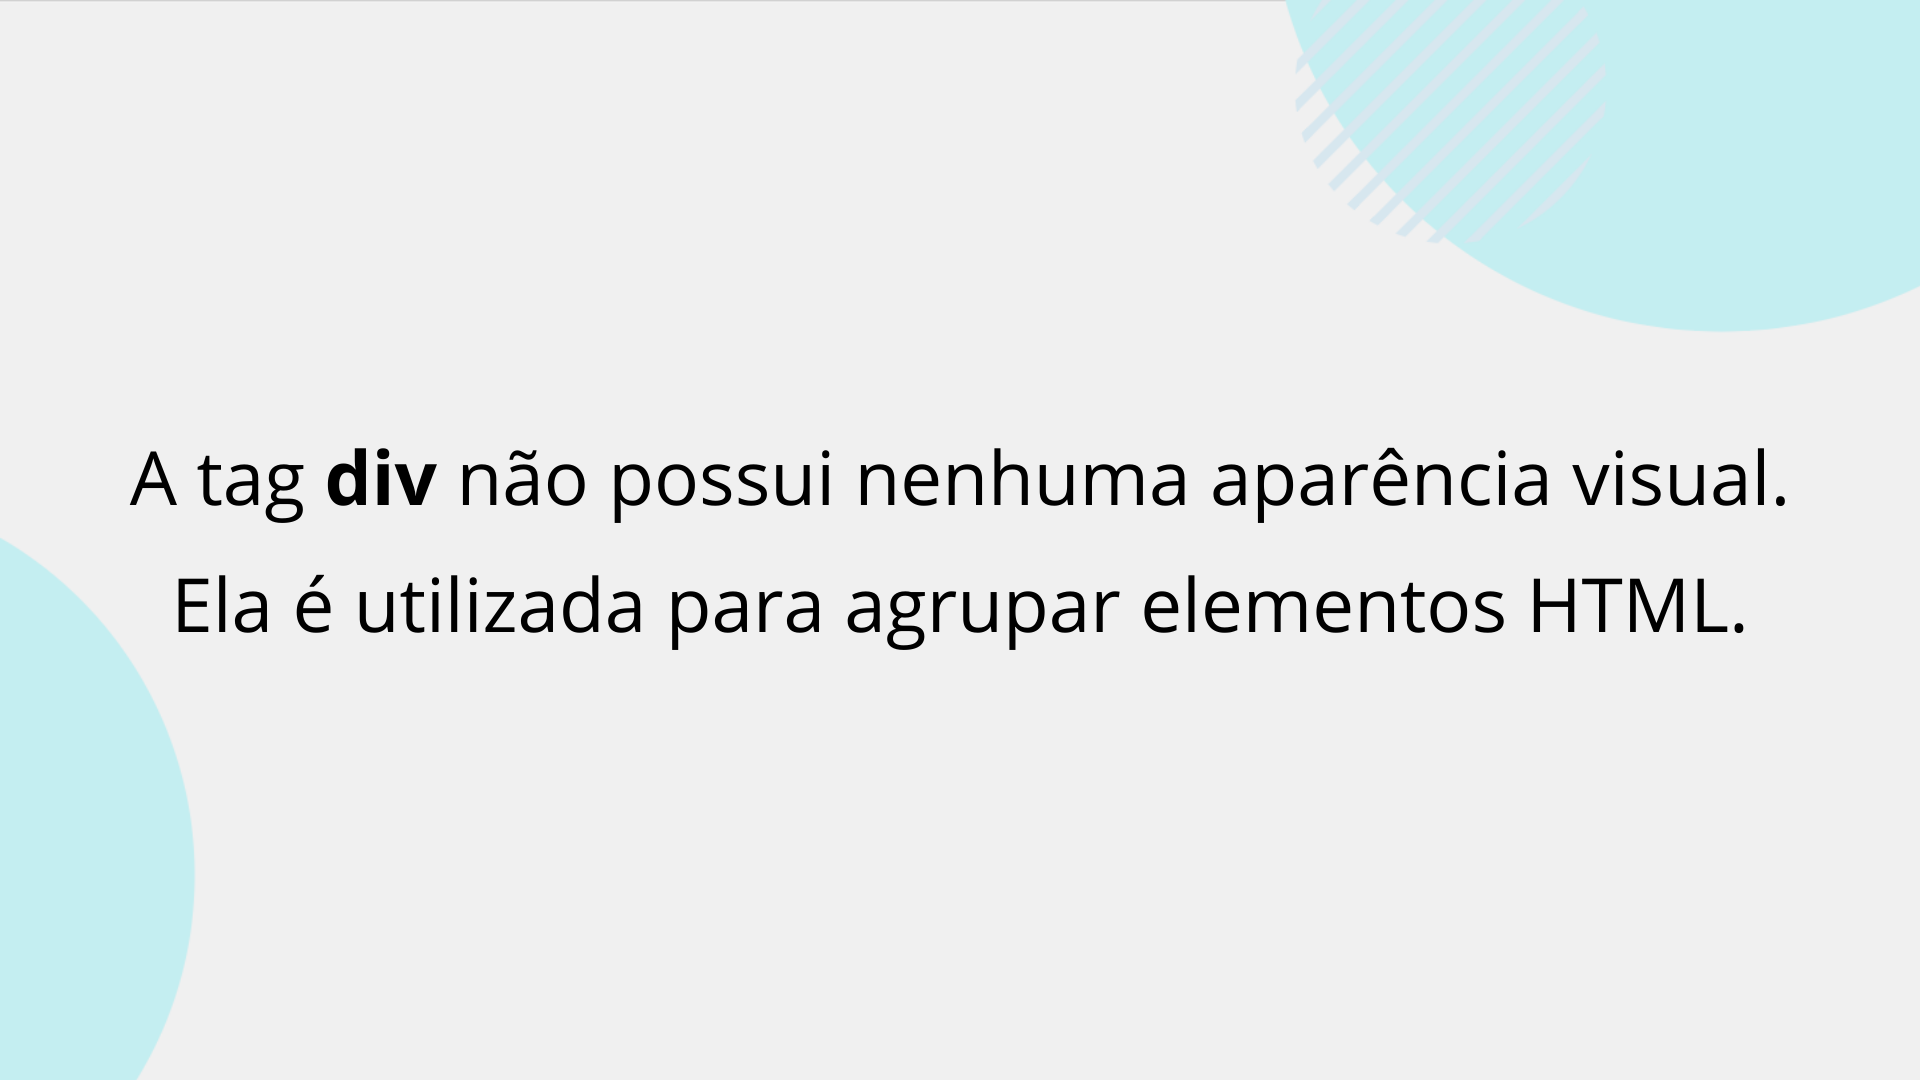 A tag div não possui nenhuma aparência visual.
Ela é utilizada para agrupar elementos HTML.